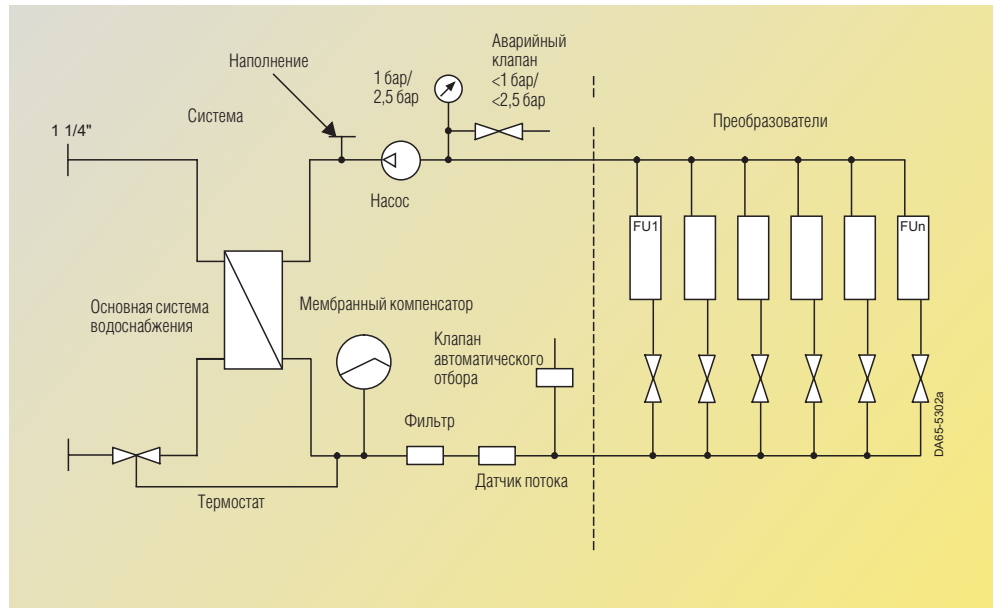 Наполнение
Система
1 1/4"
1 бар/
2,5 бар
Аварийный
клапан
<1 бар/
<2,5 бар
Преобразователи
Насос
FU1
FUn
Основная система
водоснабжения
Мембранный компенсатор
Клапан
автоматического
отбора
Фильтр
Датчик потока
Термостат
DA65-5302a